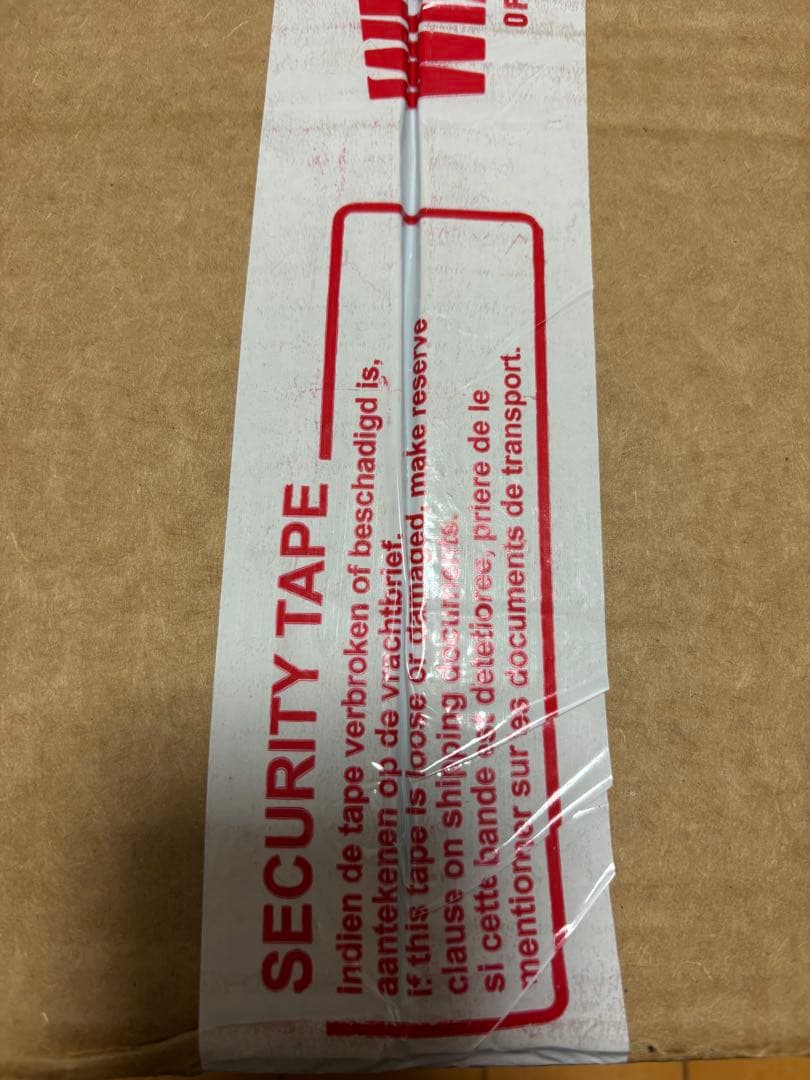 SECURITY TAPE
indien de tape verbroken of beschadigd is,
aantekenen op de vrachtbrief.
if this tape is loose or damaged, make reserve
clause on shipping documents.
si cette bande est detetioree, priere de le
mentionner sur les documents de transport.